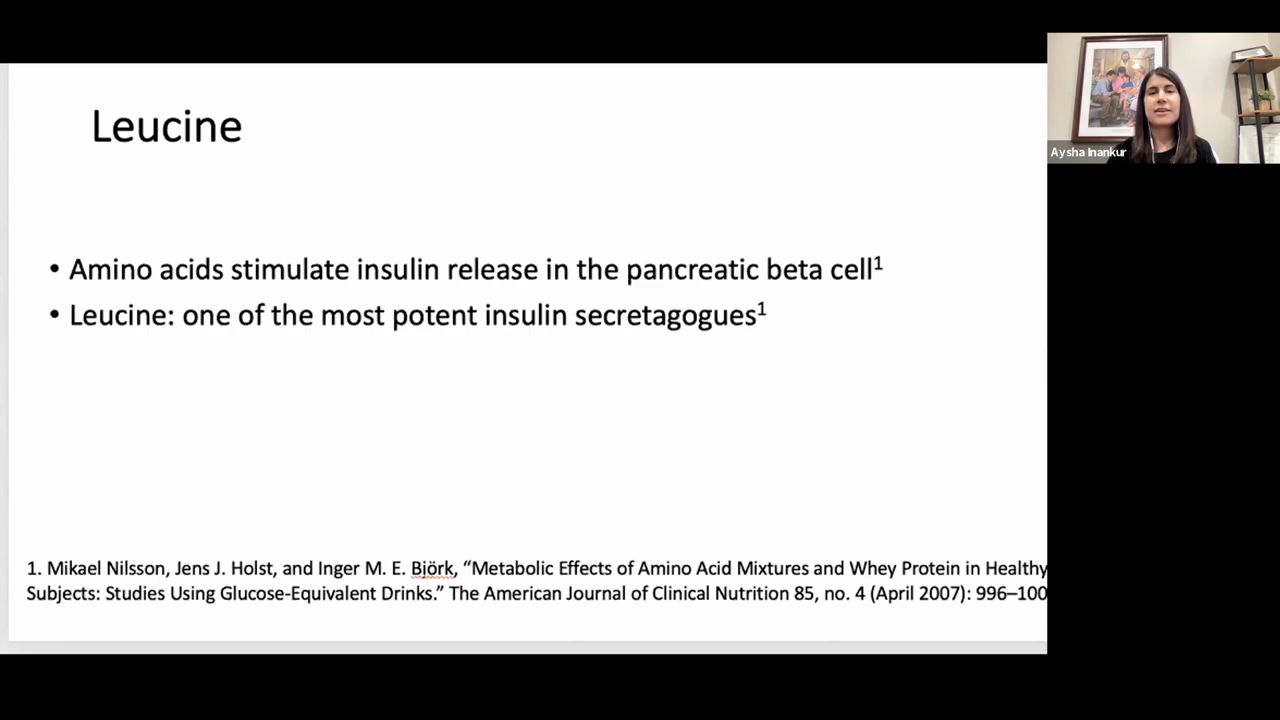 Leucine
• Amino acids stimulate insulin release in the pancreatic beta cell¹
• Leucine: one of the most potent insulin secretagogues¹
1. Mikael Nilsson, Jens J. Holst, and Inger M. E. Björk, “Metabolic Effects of Amino Acid Mixtures and Whey Protein in Healthy
Subjects: Studies Using Glucose-Equivalent Drinks.” The American Journal of Clinical Nutrition 85, no. 4 (April 2007): 996–100
Aysha Inankur